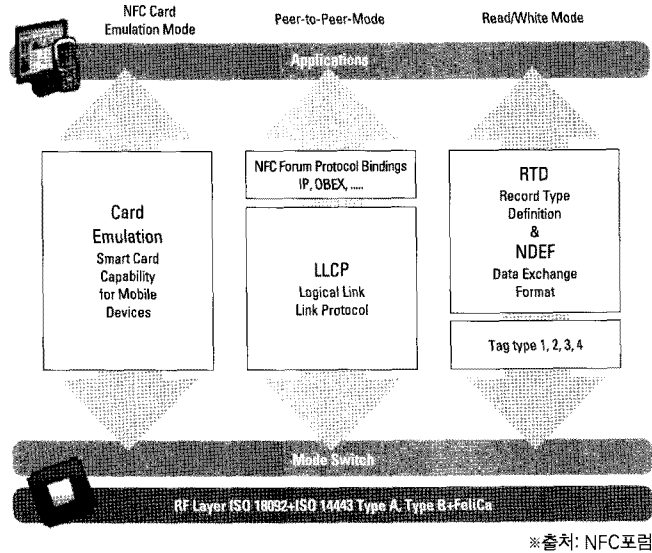 NFC Card
Emulation Mode
Peer-to-Peer-Mode
Read/White Mode
Applications
Card
Emulation
Smart Card
Capability
for Mobile
Devices
NFC Forum Protocol Bindings
IP, OBEX, .....
LLCP
Logical Link
Link Protocol
RTD
Record Type
Definition
&
NDEF
Data Exchange
Format
Tag type 1, 2, 3, 4
Mode Switch
RF Layer ISO 18092+ISO 14443 Type A, Type B+FeliCa
※출처: NFC포럼